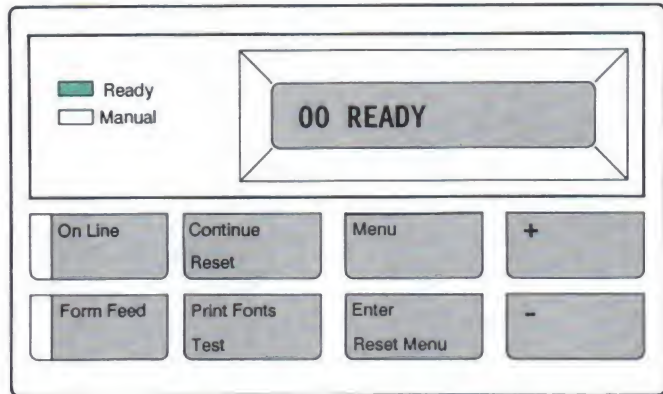 Ready
Manual
00 READY
On Line
Continue
Reset
Menu
+
Form Feed
Print Fonts
Test
Enter
Reset Menu
-